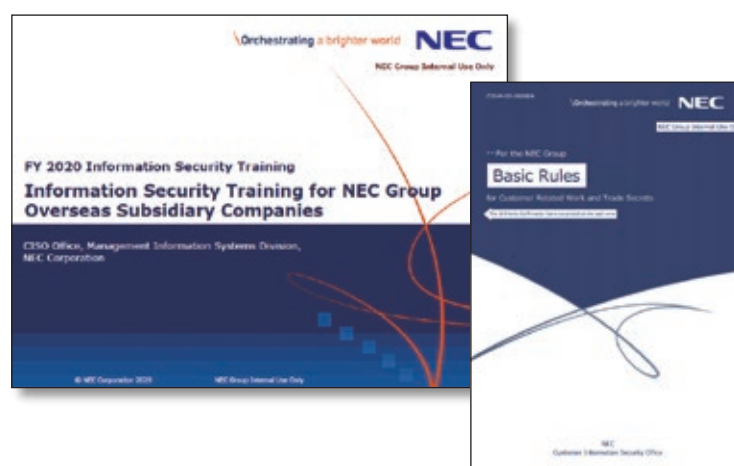 \Orchestrating a brighter world NEC
NEC Group Internal Use Only
FY 2020 Information Security Training
Information Security Training for NEC Group
Overseas Subsidiary Companies
CISO Office, Management Information Systems Division,
NEC Corporation
© NEC Corporation 2020 NEC Group Internal Use Only
\Orchestrating a brighter world NEC
NEC Group Internal Use
For the NEC Group
Basic Rules
for Customer Related Work and Trade Secrets
NEC
Customer Information Security Office